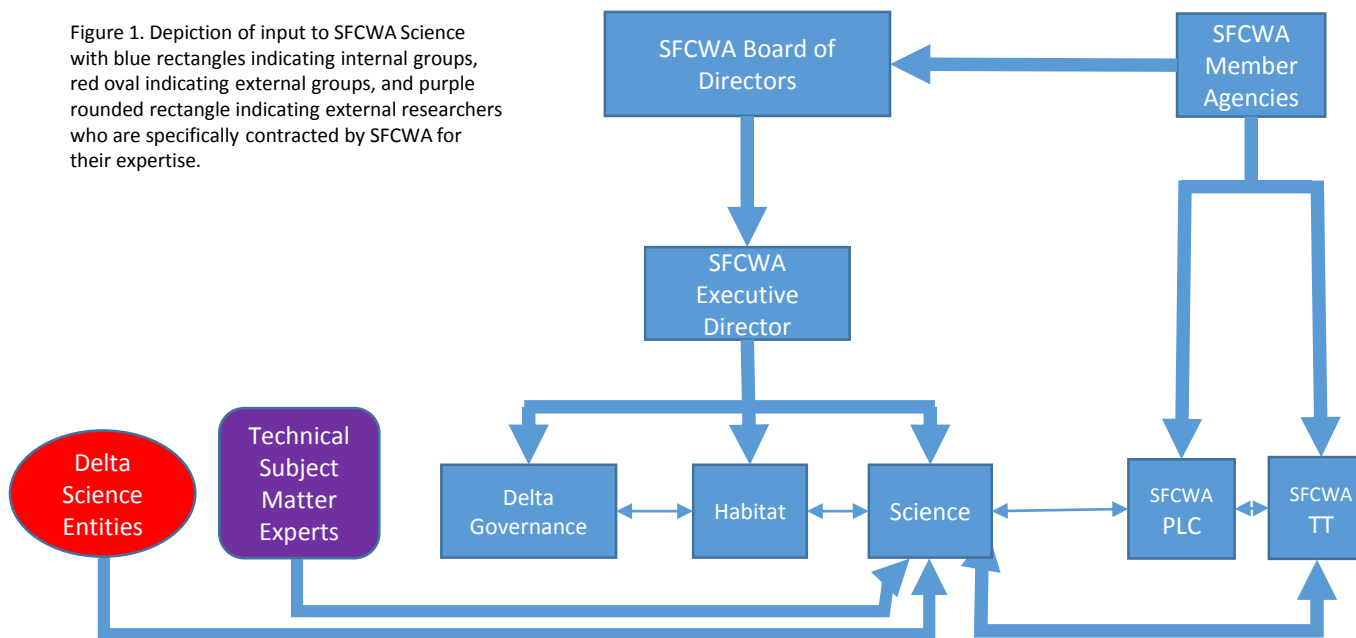 Figure 1. Depiction of input to SFCWA Science
with blue rectangles indicating internal groups,
red oval indicating external groups, and purple
rounded rectangle indicating external researchers
who are specifically contracted by SFCWA for
their expertise.
SFCWA Board of
Directors
SFCWA
Member
Agencies
SFCWA
Executive
Director
Delta
Science
Entities
Technical
Subject
Matter
Experts
Delta
Governance
Habitat
Science
SFCWA
PLC
SFCWA
TT